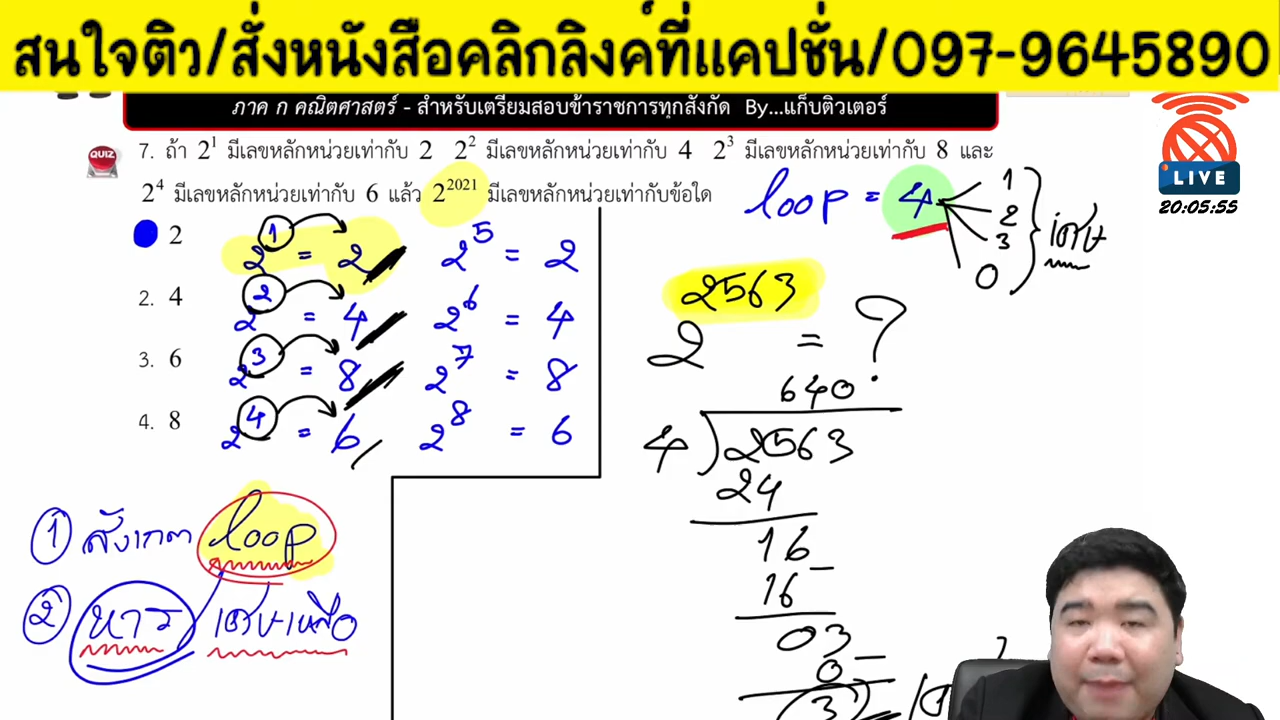 สนใจติว/สั่งหนังสือคลิกลิงค์ที่แคปชั่น/097-9645890
ภาค ก คณิตศาสตร์ - สำหรับเตรียมสอบข้าราชการทุกสังกัด By...แก็บติวเตอร์
LIVE
20:05:55
QUIZ
7. ถ้า 2¹ มีเลขหลักหน่วยเท่ากับ 2 2² มีเลขหลักหน่วยเท่ากับ 4 2³ มีเลขหลักหน่วยเท่ากับ 8 และ
2⁴ มีเลขหลักหน่วยเท่ากับ 6 แล้ว 2²⁰²¹ มีเลขหลักหน่วยเท่ากับข้อใด
2
2. 4
3. 6
4. 8
2¹ = 2 2⁵ = 2
2² = 4 2⁶ = 4
2³ = 8 2⁷ = 8
2⁴ = 6 2⁸ = 6
loop = 4
1
2
3
0
เศษ
2²⁵⁶³ = ?
640
4 2563
24
16
16
03
0
3
1 สังเกต loop
2 หาร เศษเหลือ